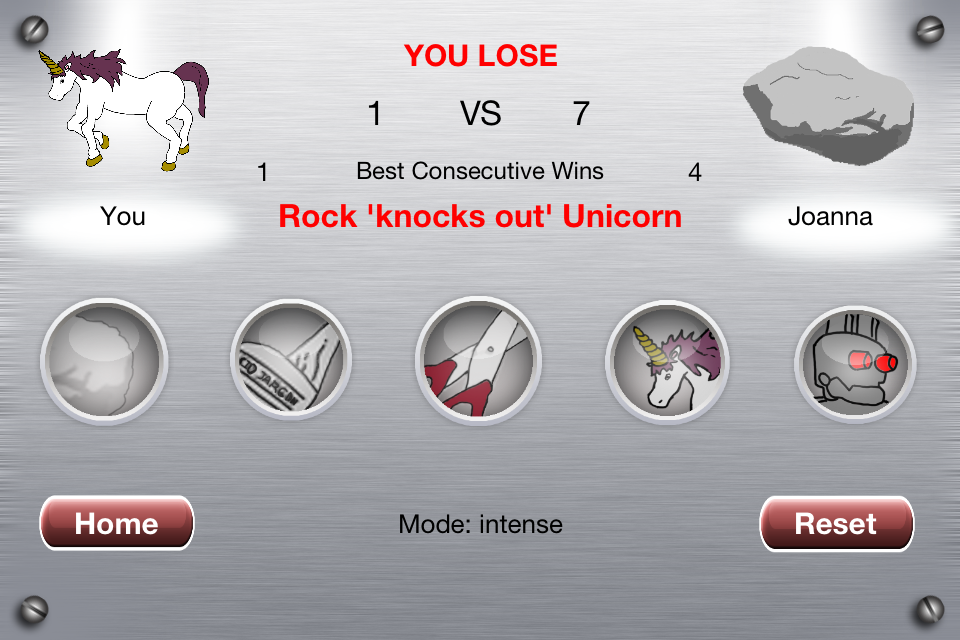 YOU LOSE
1 VS 7
1 Best Consecutive Wins 4
You Rock 'knocks out' Unicorn Joanna
Home Mode: intense Reset